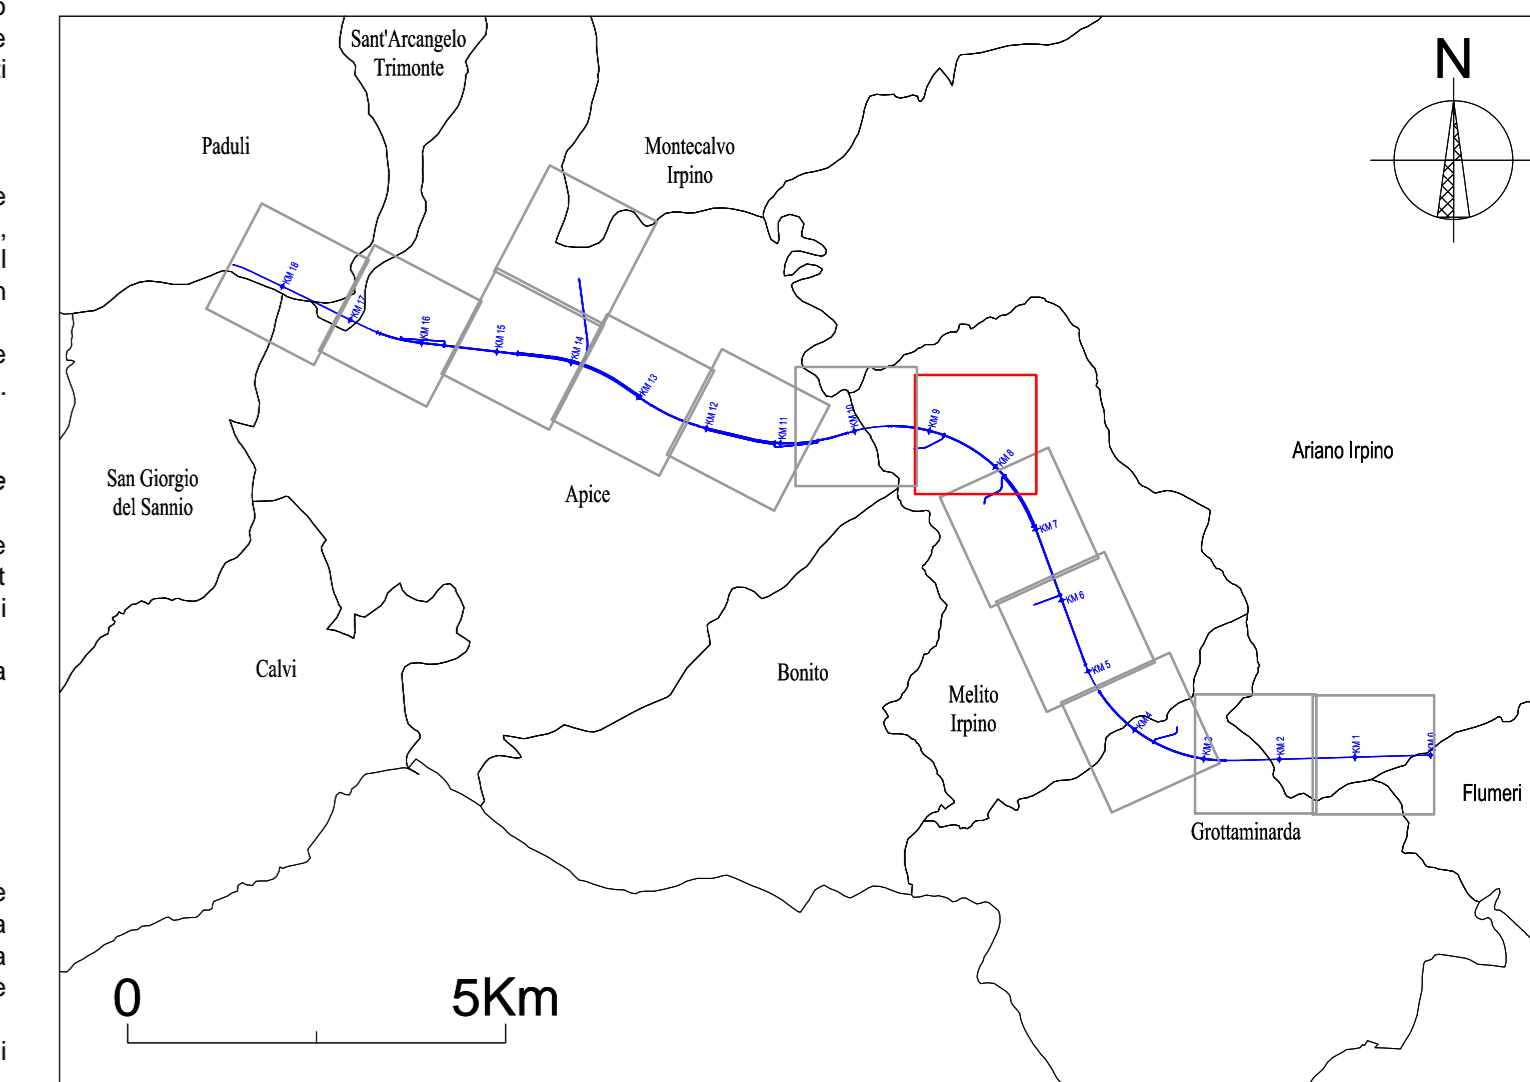 o
e
ti
e
,
al
n
e
.
e
e
t
i
a
e
a
a
e
oi
Sant'Arcangelo
Trimonte
N
Paduli
Montecalvo
Irpino
KM 18
KM 17
KM 16
KM 15
KM 14
KM 13
KM 12
KM 11
KM 10
KM 9
KM 8
KM 7
KM 6
KM 5
KM 4
KM 3
KM 2
KM 1
KM 0
Ariano Irpino
San Giorgio
del Sannio
Apice
Calvi
Bonito
Melito
Irpino
Flumeri
Grottaminarda
0
5Km